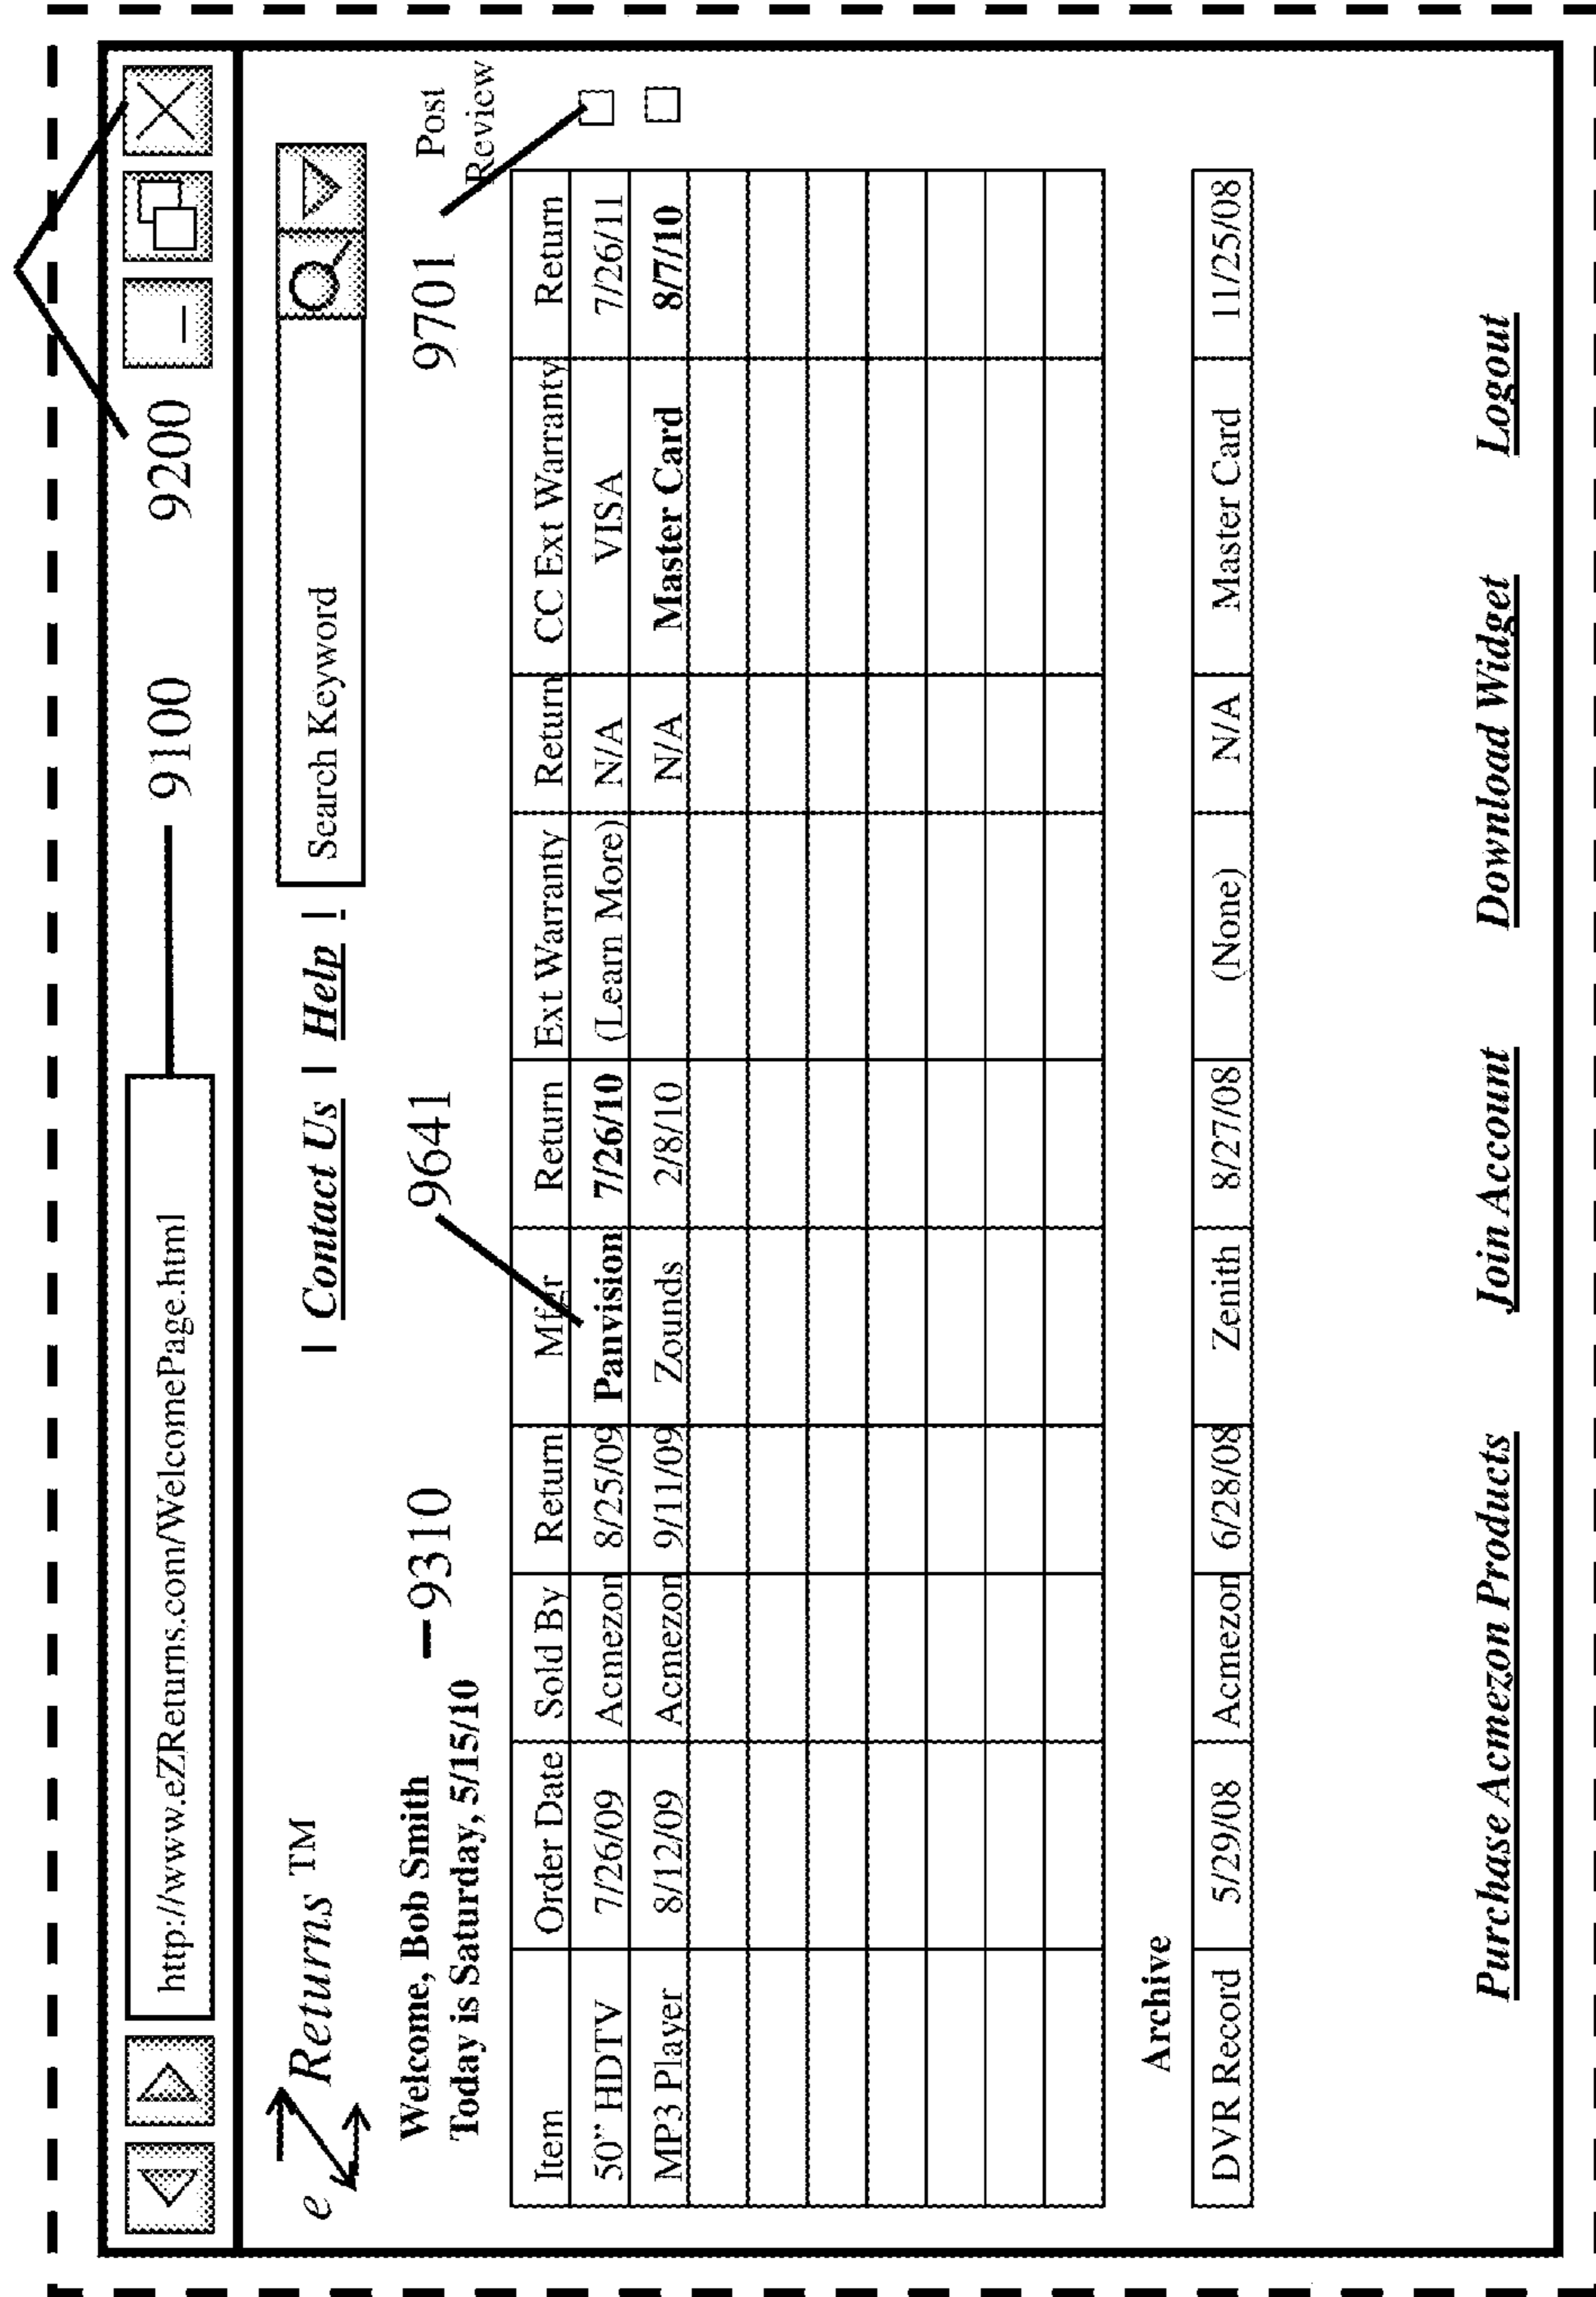 9100 9200
http://www.eZReturns.com/WelcomePage.html
e Z Returns ™ | Contact Us | Help | Search Keyword
Welcome, Bob Smith 9310 9641 9701 Post
Today is Saturday, 5/15/10 Review
Item Order Date Sold By Return Mfgr Return Ext Warranty Return CC Ext Warranty Return
50” HDTV 7/26/09 Acmezon 8/25/09 Panvision 7/26/10 (Learn More) N/A VISA 7/26/11
MP3 Player 8/12/09 Acmezon 9/11/09 Zounds 2/8/10 N/A Master Card 8/7/10
Archive
DVR Record 5/29/08 Acmezon 6/28/08 Zenith 8/27/08 (None) N/A Master Card 11/25/08
Purchase Acmezon Products Join Account Download Widget Logout